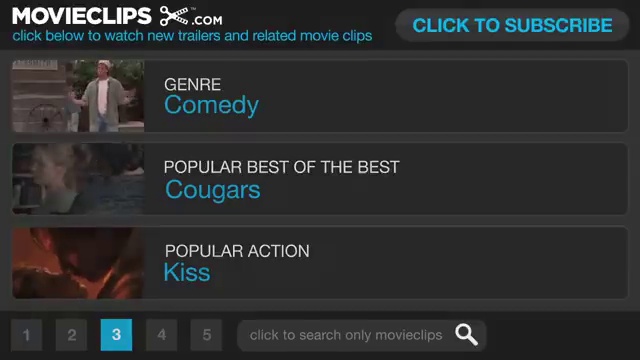 MOVIECLIPS .COM
click below to watch new trailers and related movie clips
CLICK TO SUBSCRIBE
GENRE
Comedy
POPULAR BEST OF THE BEST
Cougars
POPULAR ACTION
Kiss
1 2 3 4 5
click to search only movieclips